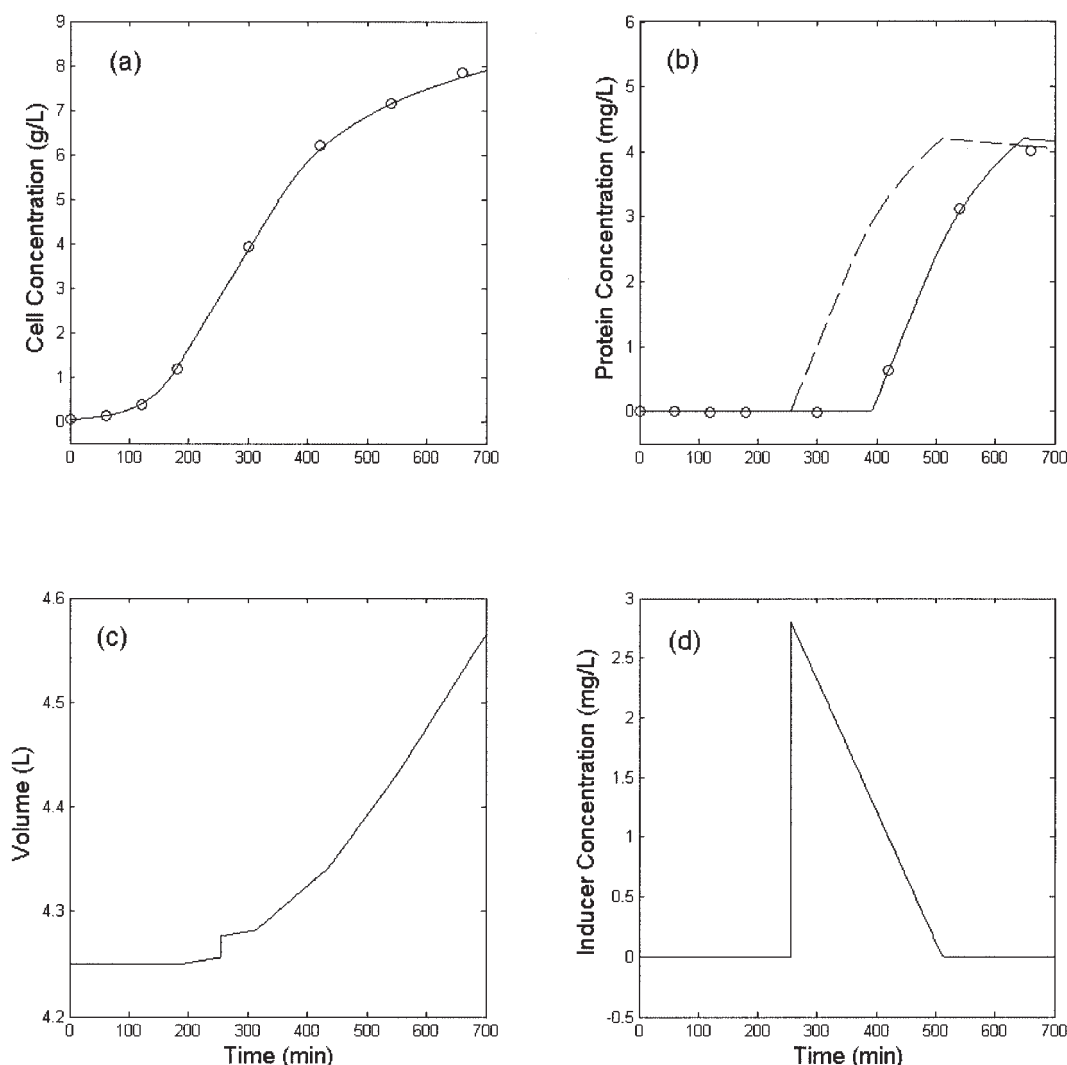 (a)
Cell Concentration (g/L)
9
8
7
6
5
4
3
2
1
0
0 100 200 300 400 500 600 700
(b)
Protein Concentration (mg/L)
6
5
4
3
2
1
0
0 100 200 300 400 500 600 700
(c)
Volume (L)
4.6
4.5
4.4
4.3
4.2
0 100 200 300 400 500 600 700
Time (min)
(d)
Inducer Concentration (mg/L)
3
2.5
2
1.5
1
0.5
0
-0.5
0 100 200 300 400 500 600 700
Time (min)